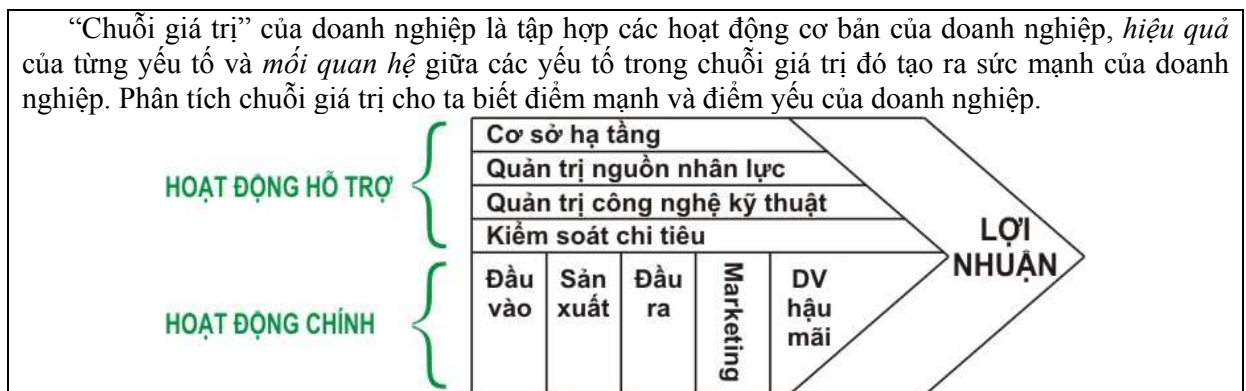 “Chuỗi giá trị” của doanh nghiệp là tập hợp các hoạt động cơ bản của doanh nghiệp, hiệu quả
của từng yếu tố và mối quan hệ giữa các yếu tố trong chuỗi giá trị đó tạo ra sức mạnh của doanh
nghiệp. Phân tích chuỗi giá trị cho ta biết điểm mạnh và điểm yếu của doanh nghiệp.
HOẠT ĐỘNG HỖ TRỢ
Cơ sở hạ tầng
Quản trị nguồn nhân lực
Quản trị công nghệ kỹ thuật
Kiểm soát chi tiêu
HOẠT ĐỘNG CHÍNH
Đầu
vào
Sản
xuất
Đầu
ra
Marketing
DV
hậu
mãi
LỢI
NHUẬN